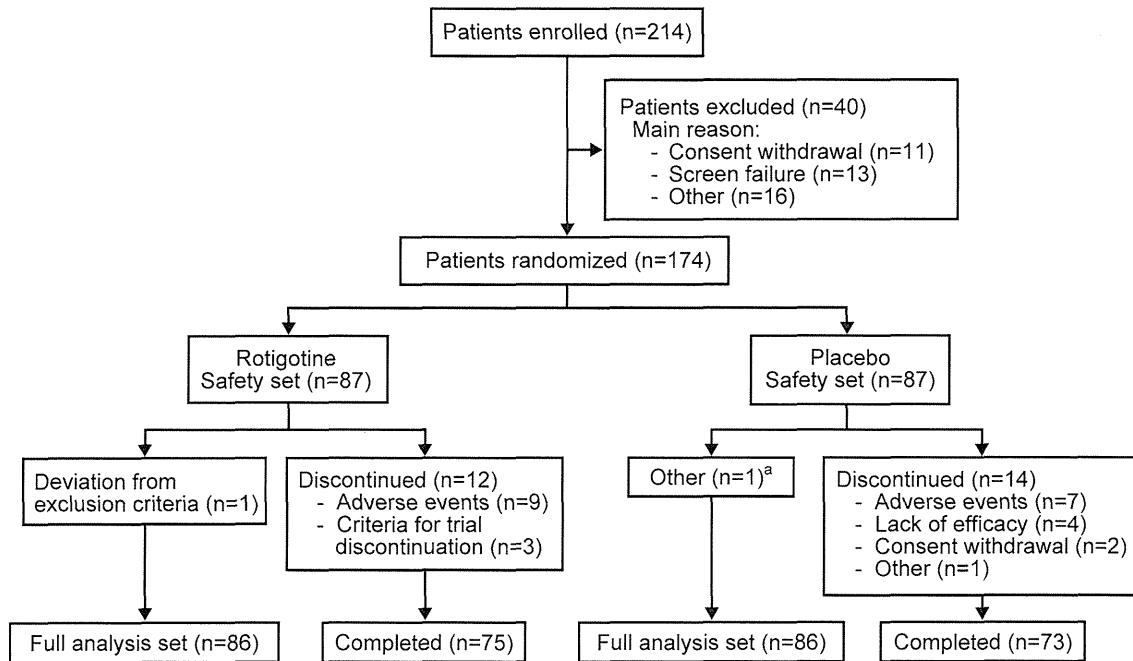 Patients enrolled (n=214)
Patients excluded (n=40)
Main reason:
- Consent withdrawal (n=11)
- Screen failure (n=13)
- Other (n=16)
Patients randomized (n=174)
Rotigotine
Safety set (n=87)
Placebo
Safety set (n=87)
Deviation from
exclusion criteria (n=1)
Discontinued (n=12)
- Adverse events (n=9)
- Criteria for trial
discontinuation (n=3)
Other (n=1)ª
Discontinued (n=14)
- Adverse events (n=7)
- Lack of efficacy (n=4)
- Consent withdrawal (n=2)
- Other (n=1)
Full analysis set (n=86)
Completed (n=75)
Full analysis set (n=86)
Completed (n=73)